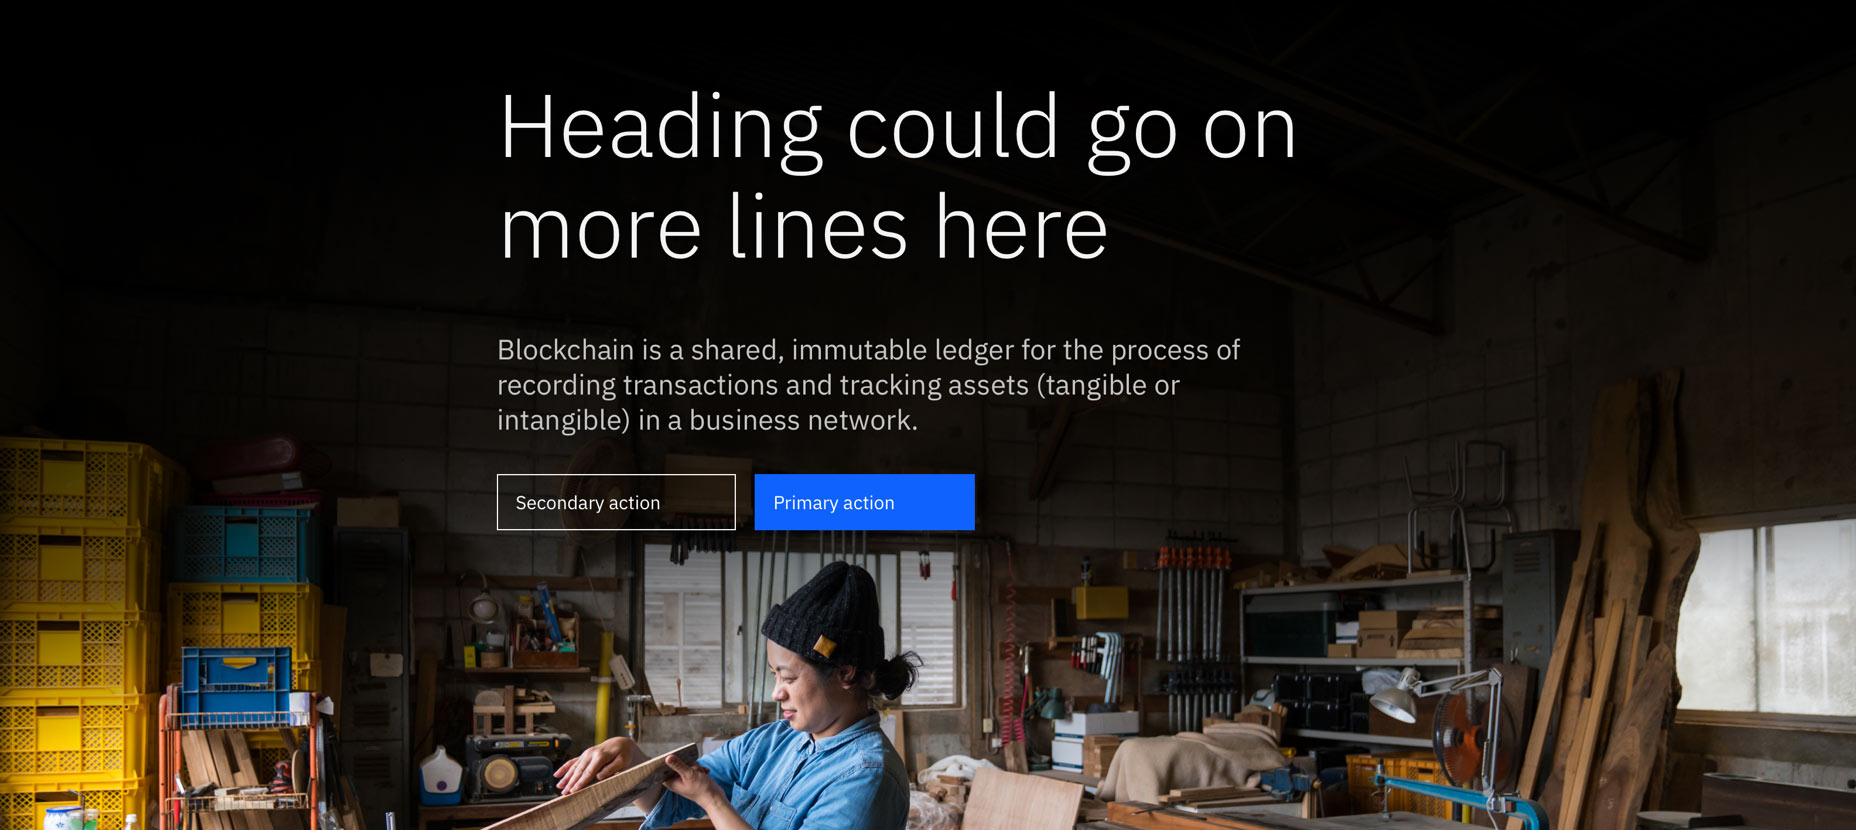 Heading could go on
more lines here
Blockchain is a shared, immutable ledger for the process of
recording transactions and tracking assets (tangible or
intangible) in a business network.
Secondary action
Primary action